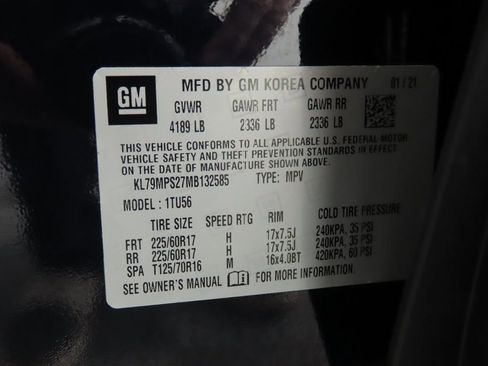 GM
MFD BY GM KOREA COMPANY 01/21
GVWR GAWR FRT GAWR RR
4189 LB 2336 LB 2336 LB
THIS VEHICLE CONFORMS TO ALL APPLICABLE U.S. FEDERAL MOTOR
VEHICLE SAFETY AND THEFT PREVENTION STANDARDS IN EFFECT
ON THE DATE OF MANUFACTURE SHOWN ABOVE.
KL79MPS27MB132585 TYPE: MPV
MODEL: 1TU56
TIRE SIZE SPEED RTG RIM COLD TIRE PRESSURE
FRT 225/60R17 H 17x7.5J 240KPA, 35 PSI
RR 225/60R17 H 17x7.5J 240KPA, 35 PSI
SPA T125/70R16 M 16x4.0BT 420KPA, 60 PSI
SEE OWNER'S MANUAL FOR MORE INFORMATION.